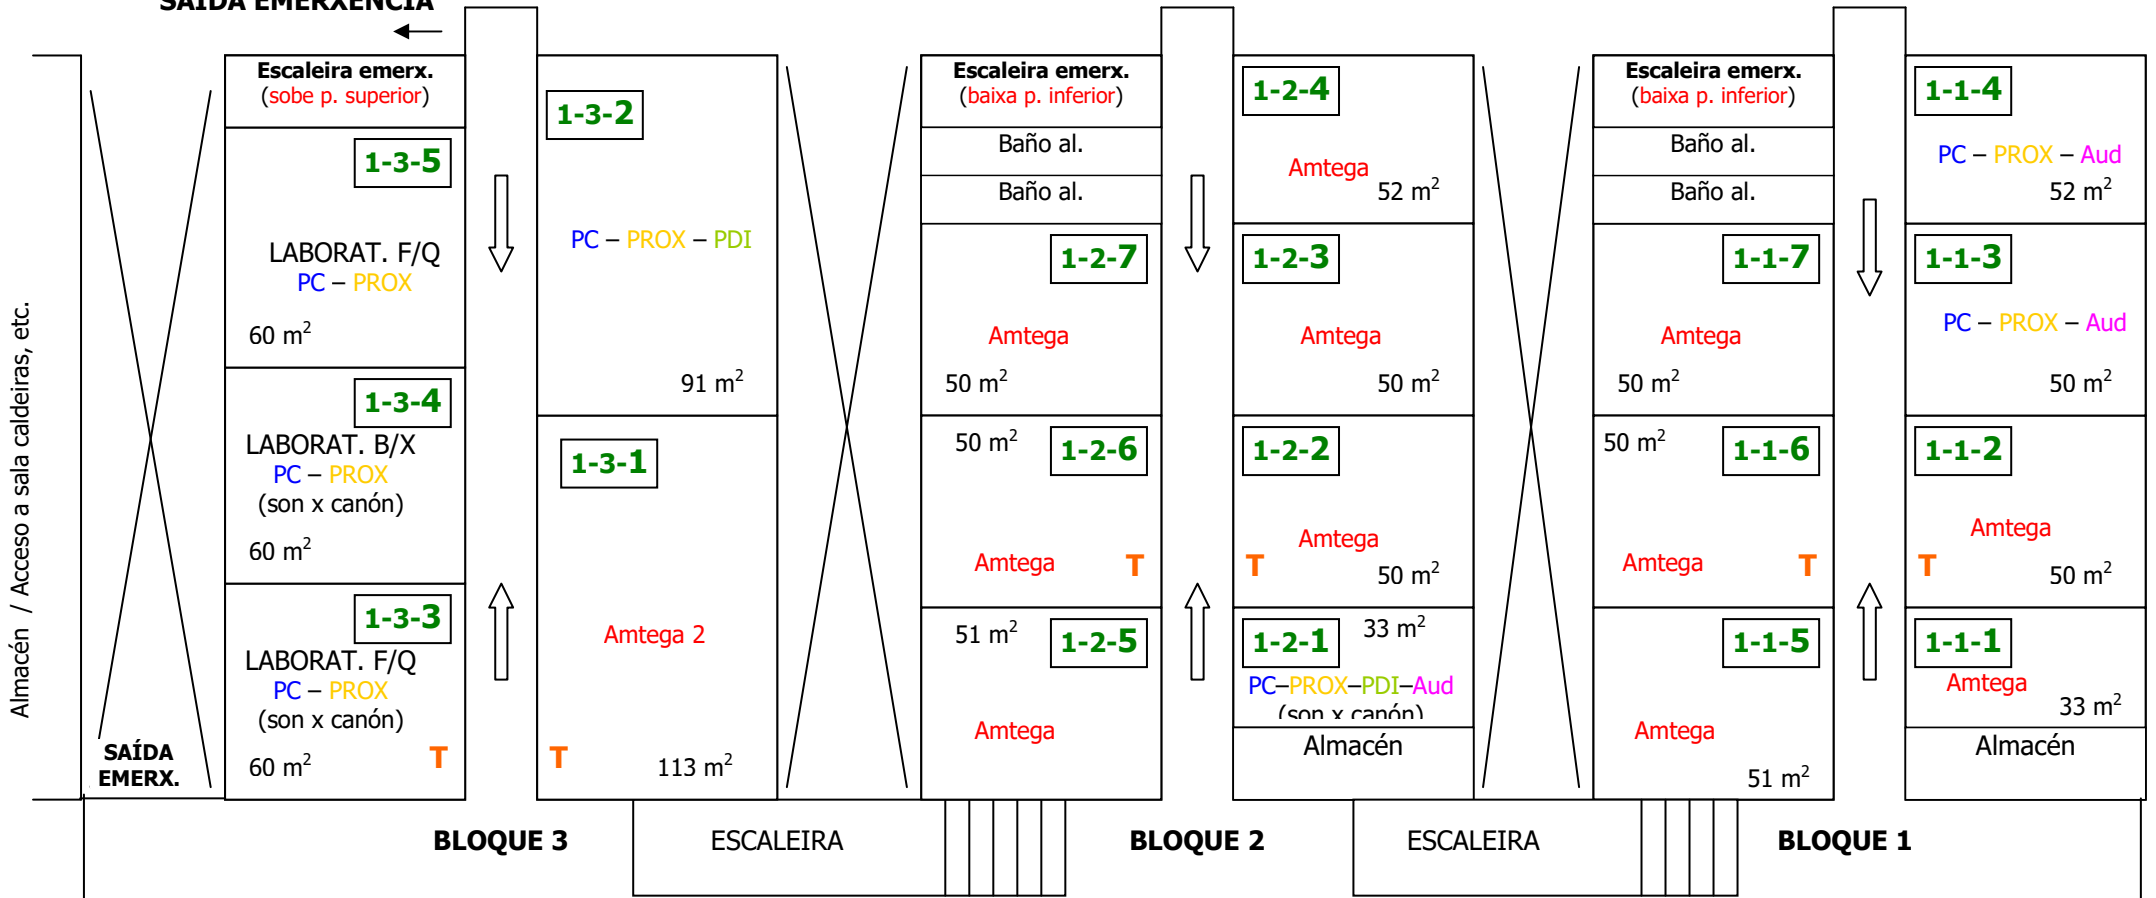 SAÍDA EMERXENCIA
Almacén / Acceso a sala caldeiras, etc.
SAÍDA
EMERX.
Escaleira emerx.
(sobe p. superior)
1-3-5
LABORAT. F/Q
PC – PROX
60 m²
1-3-4
LABORAT. B/X
PC – PROX
(son x canón)
60 m²
1-3-3
LABORAT. F/Q
PC – PROX
(son x canón)
60 m²
T
1-3-2
PC – PROX – PDI
91 m²
1-3-1
Amtega 2
T
113 m²
BLOQUE 3
ESCALEIRA
Escaleira emerx.
(baixa p. inferior)
Baño al.
Baño al.
1-2-7
Amtega
50 m²
50 m²
1-2-6
Amtega
T
51 m²
1-2-5
Amtega
1-2-4
Amtega
52 m²
1-2-3
Amtega
50 m²
1-2-2
Amtega
T
50 m²
33 m²
1-2-1
PC–PROX–PDI–Aud
(son x canón)
Almacén
BLOQUE 2
ESCALEIRA
Escaleira emerx.
(baixa p. inferior)
Baño al.
Baño al.
1-1-7
Amtega
50 m²
50 m²
1-1-6
Amtega
T
1-1-5
Amtega
51 m²
1-1-4
PC – PROX – Aud
52 m²
1-1-3
PC – PROX – Aud
50 m²
1-1-2
Amtega
T
50 m²
1-1-1
Amtega
33 m²
Almacén
BLOQUE 1